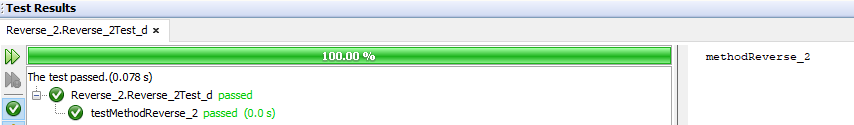 Test Results
Reverse_2.Reverse_2Test_d ×
100.00 %
The test passed.(0.078 s)
Reverse_2.Reverse_2Test_d passed
testMethodReverse_2 passed (0.0 s)
methodReverse_2